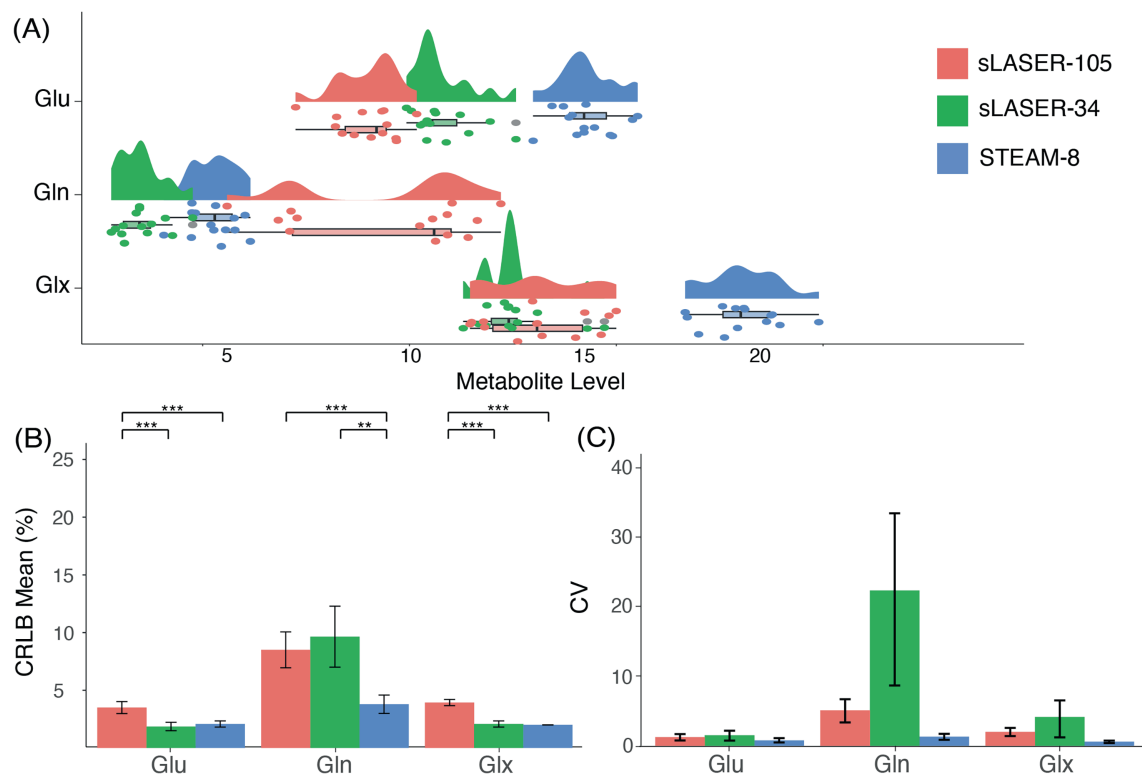 (A)
sLASER-105
sLASER-34
STEAM-8
Glu
Gln
Glx
5 10 15 20
Metabolite Level
*** *** ***
*** ** ***
(B)
(C)
CRLB Mean (%)
25
20
15
10
5
Glu Gln Glx
CV
40
30
20
10
0
Glu Gln Glx